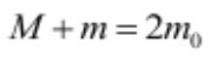 M + m = 2m₀